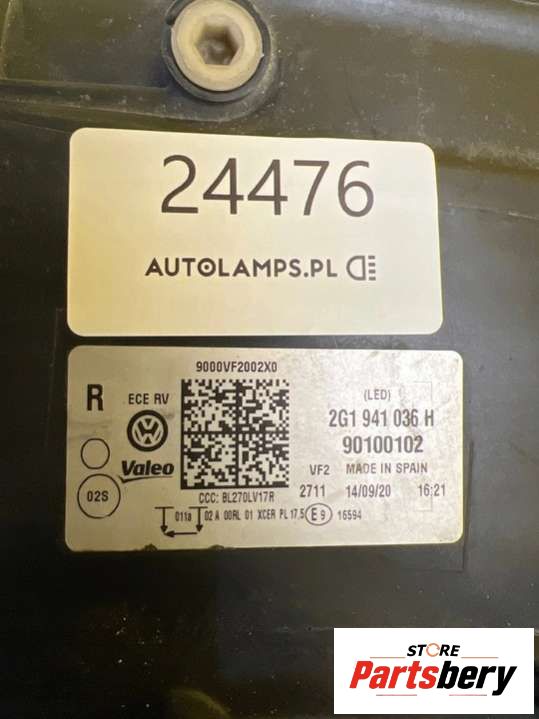 24476
AUTOLAMPS.PL
9000VF2002X0
R ECE RV (LED)
2G1 941 036 H
Valeo 90100102
VF2 MADE IN SPAIN
02S CCC: BL270LV17R 2711 14/09/20 16:21
011a 02 A 00RL 01 XCER PL 17.5 E9 16594
STORE
Partsbery